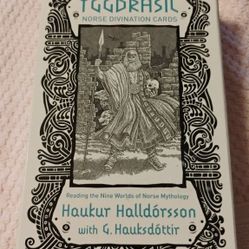 YGGDRASIL
NORSE DIVINATION CARDS
Reading the Nine Worlds of Norse Mythology
Haukur Halldórsson
with G. Hauksdóttir